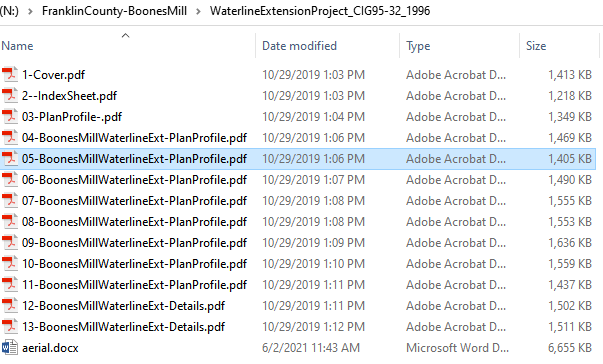 (N:) > FranklinCounty-BoonesMill > WaterlineExtensionProject_CIG95-32_1996
Name Date modified Type Size
1-Cover.pdf 10/29/2019 1:03 PM Adobe Acrobat D... 1,413 KB
2--IndexSheet.pdf 10/29/2019 1:03 PM Adobe Acrobat D... 1,218 KB
03-PlanProfile-.pdf 10/29/2019 1:04 PM Adobe Acrobat D... 1,349 KB
04-BoonesMillWaterlineExt-PlanProfile.pdf 10/29/2019 1:06 PM Adobe Acrobat D... 1,469 KB
05-BoonesMillWaterlineExt-PlanProfile.pdf 10/29/2019 1:06 PM Adobe Acrobat D... 1,405 KB
06-BoonesMillWaterlineExt-PlanProfile.pdf 10/29/2019 1:07 PM Adobe Acrobat D... 1,490 KB
07-BoonesMillWaterlineExt-PlanProfile.pdf 10/29/2019 1:08 PM Adobe Acrobat D... 1,555 KB
08-BoonesMillWaterlineExt-PlanProfile.pdf 10/29/2019 1:08 PM Adobe Acrobat D... 1,553 KB
09-BoonesMillWaterlineExt-PlanProfile.pdf 10/29/2019 1:09 PM Adobe Acrobat D... 1,636 KB
10-BoonesMillWaterlineExt-PlanProfile.pdf 10/29/2019 1:10 PM Adobe Acrobat D... 1,559 KB
11-BoonesMillWaterlineExt-PlanProfile.pdf 10/29/2019 1:11 PM Adobe Acrobat D... 1,437 KB
12-BoonesMillWaterlineExt-Details.pdf 10/29/2019 1:11 PM Adobe Acrobat D... 1,502 KB
13-BoonesMillWaterlineExt-Details.pdf 10/29/2019 1:12 PM Adobe Acrobat D... 1,511 KB
aerial.docx 6/2/2021 11:43 AM Microsoft Word D... 6,655 KB